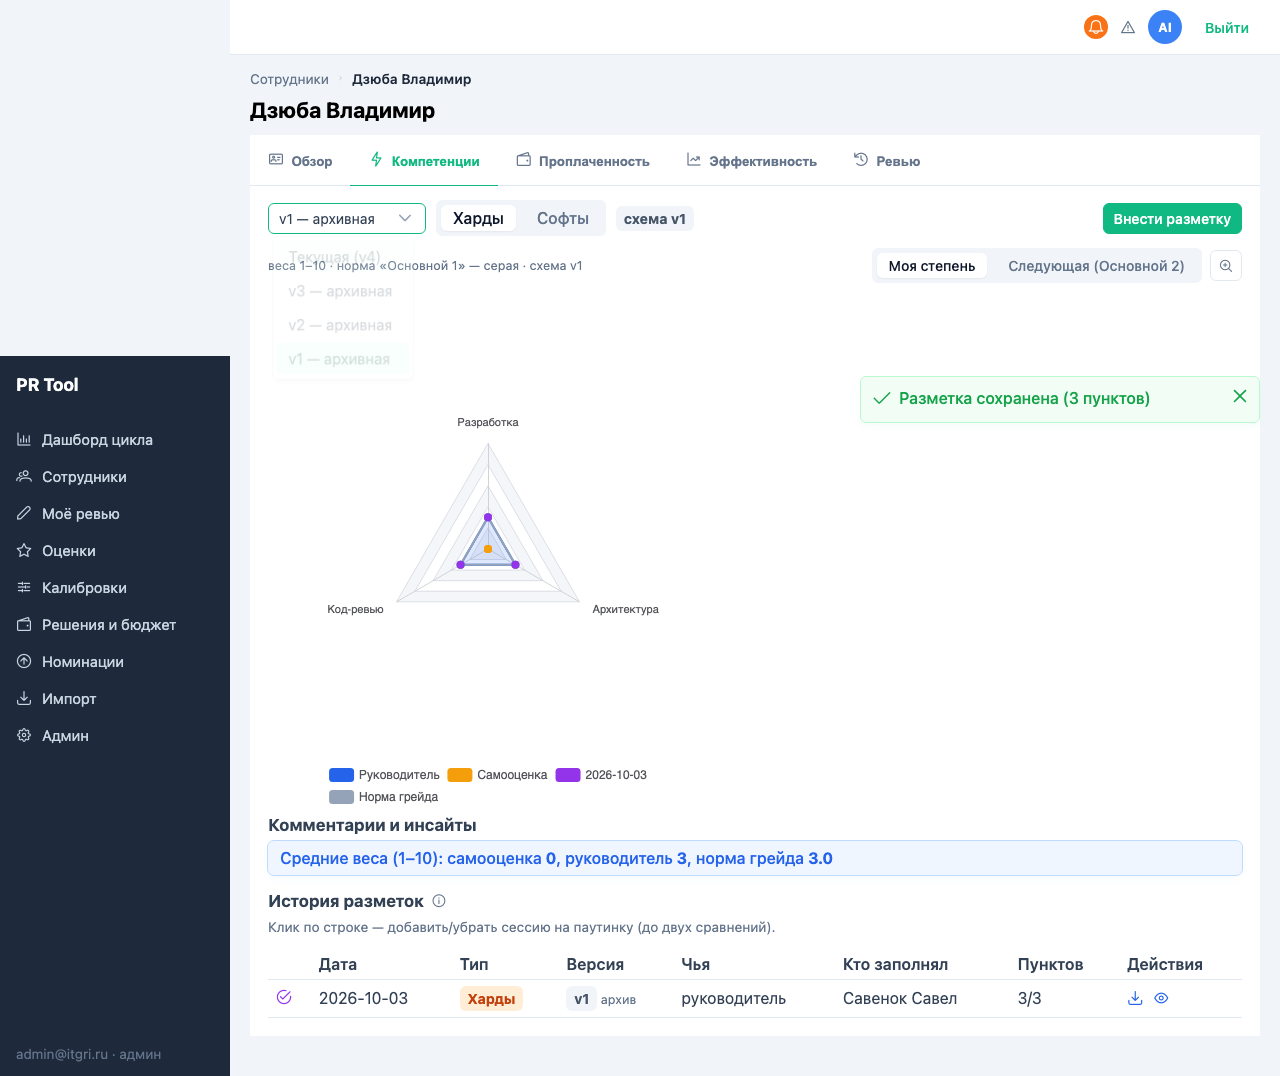 AI
Выйти
Сотрудники
Дзюба Владимир
Дзюба Владимир
Обзор
Компетенции
Проплаченность
Эффективность
Ревью
v1 — архивная
Харды
Софты
схема v1
Внести разметку
Текущая (v4)
веса 1–10 · норма «Основной 1» — серая · схема v1
Моя степень
Следующая (Основной 2)
v3 — архивная
v2 — архивная
v1 — архивная
PR Tool
Разметка сохранена (3 пунктов)
Дашборд цикла
Сотрудники
Моё ревью
Оценки
Калибровки
Решения и бюджет
Номинации
Импорт
Админ
Разработка
Код-ревью
Архитектура
Руководитель
Самооценка
2026-10-03
Норма грейда
Комментарии и инсайты
Средние веса (1–10): самооценка 0, руководитель 3, норма грейда 3.0
История разметок
Клик по строке — добавить/убрать сессию на паутинку (до двух сравнений).
Дата Тип Версия Чья Кто заполнял Пунктов Действия
2026-10-03 Харды v1 архив руководитель Савенок Савел 3/3
admin@itgri.ru · админ